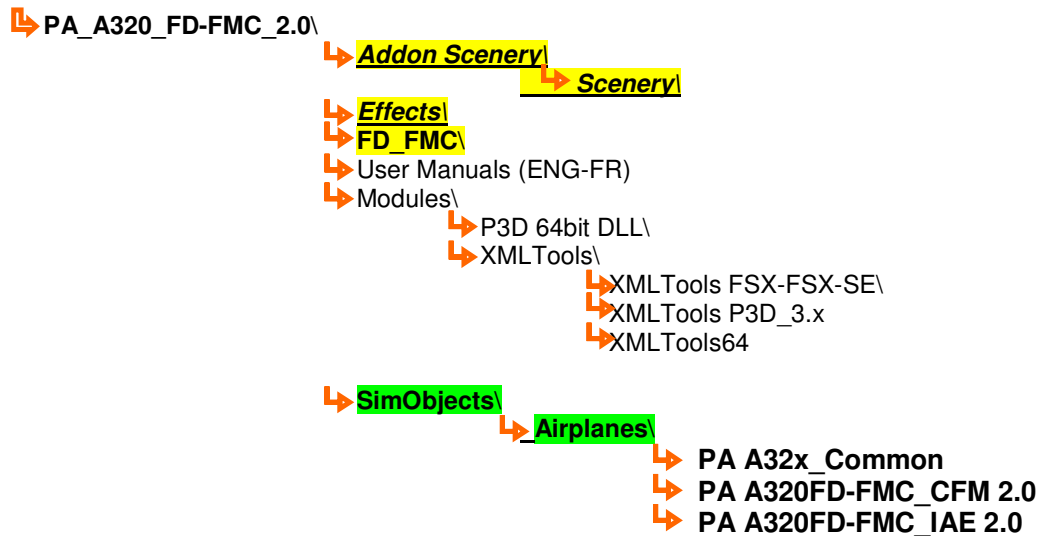 PA_A320_FD-FMC_2.0\
Addon Scenery\
Scenery\
Effects\
FD_FMC\
User Manuals (ENG-FR)
Modules\
P3D 64bit DLL\
XMLTools\
XMLTools FSX-FSX-SE\
XMLTools P3D_3.x
XMLTools64
SimObjects\
Airplanes\
PA A32x_Common
PA A320FD-FMC_CFM 2.0
PA A320FD-FMC_IAE 2.0